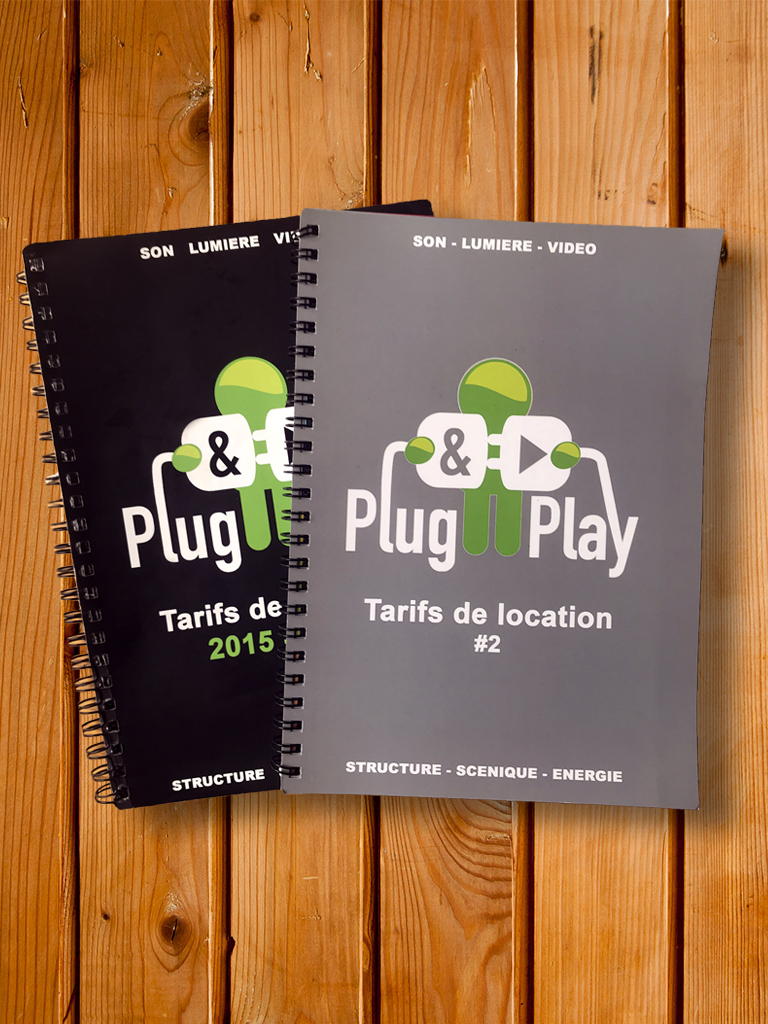 SON LUMIERE
&
Plug
Tarifs de
2015
STRUCTURE
SON - LUMIERE - VIDEO
&
Plug Play
Tarifs de location
#2
STRUCTURE - SCENIQUE - ENERGIE